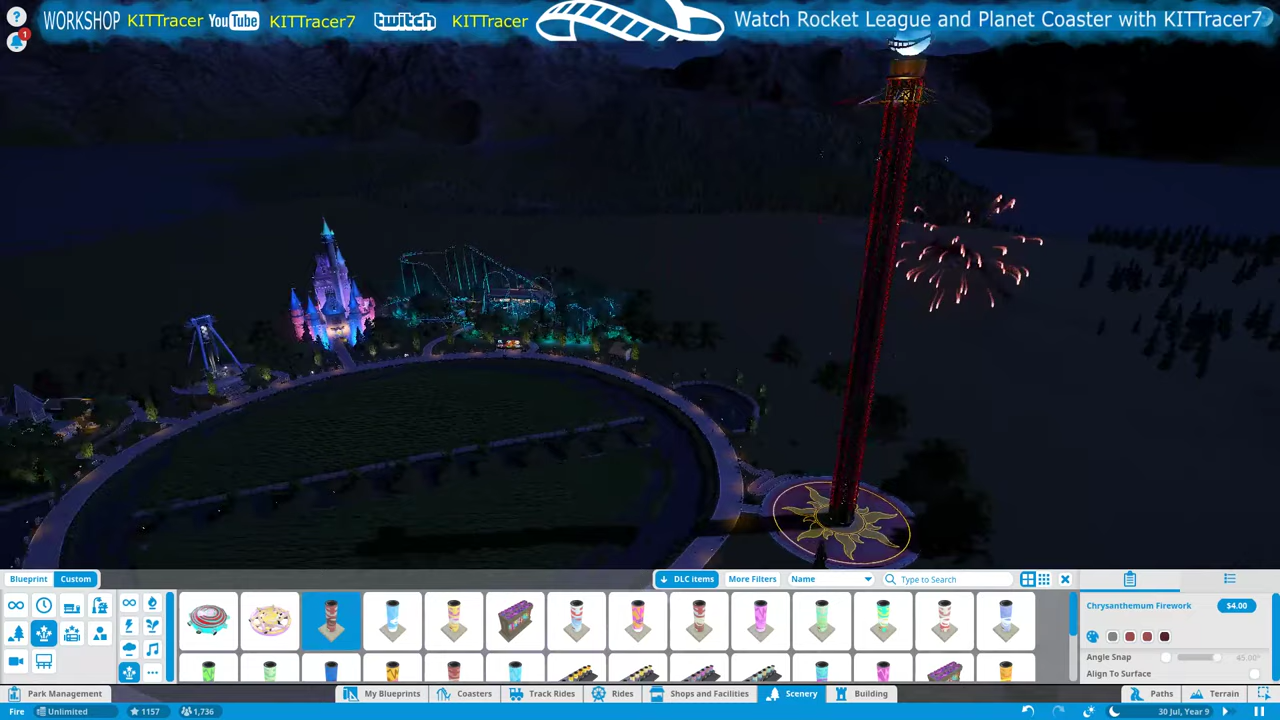 WORKSHOP KITTracer YouTube KITTracer7 twitch KITTracer Watch Rocket League and Planet Coaster with KITTracer7
?
1
Blueprint Custom DLC items More Filters Name Type to Search
Chrysanthemum Firework $4.00
Angle Snap 45.00°
Align To Surface
Park Management My Blueprints Coasters Track Rides Rides Shops and Facilities Scenery Building Paths Terrain
Fire Unlimited 1157 1,736 30 Jul, Year 9